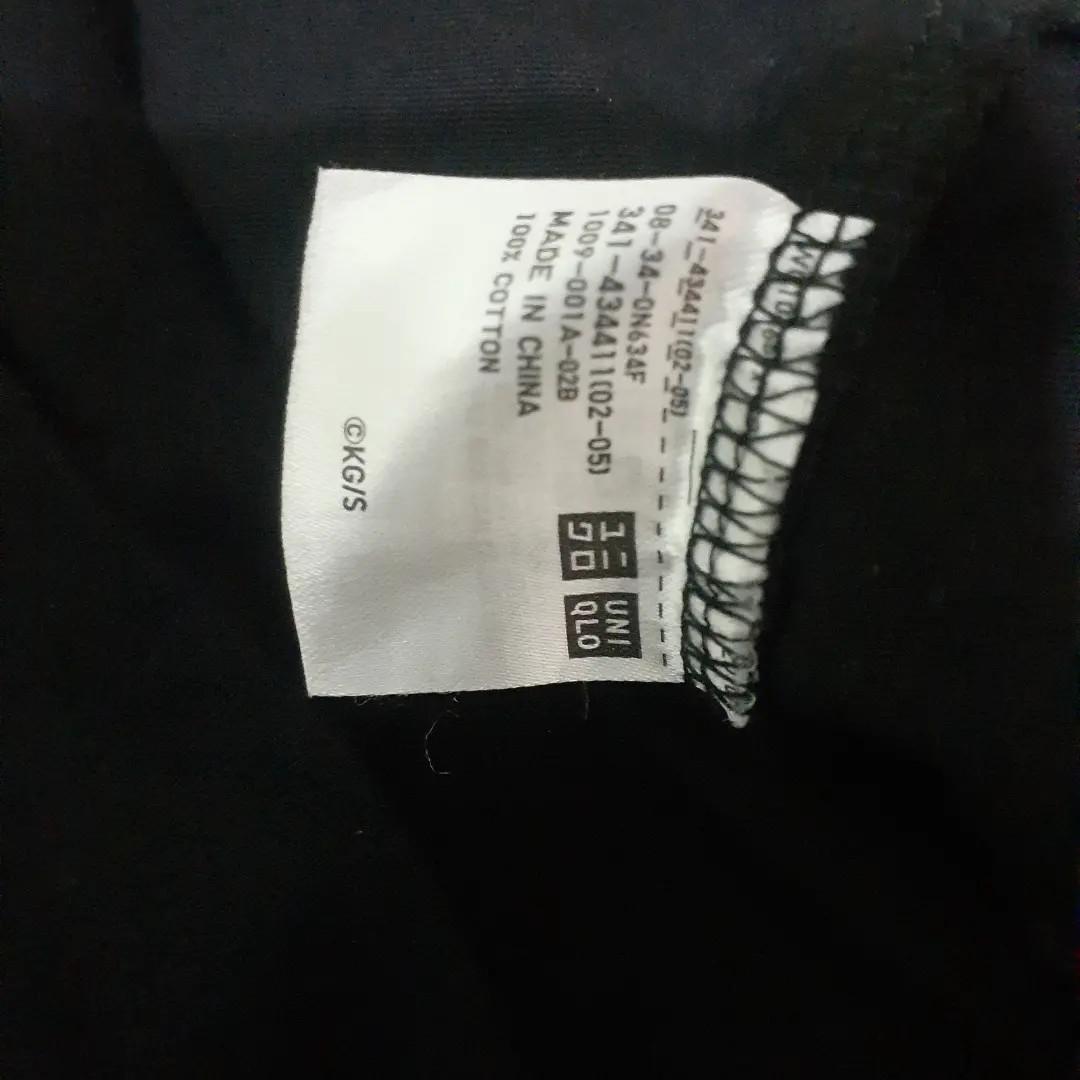 341-434411(02-05)
08-34-0N634F
341-434411(02-05)
1009-001A-02B
MADE IN CHINA
100% COTTON
ユニ
クロ
UNI
QLO
©KG/S